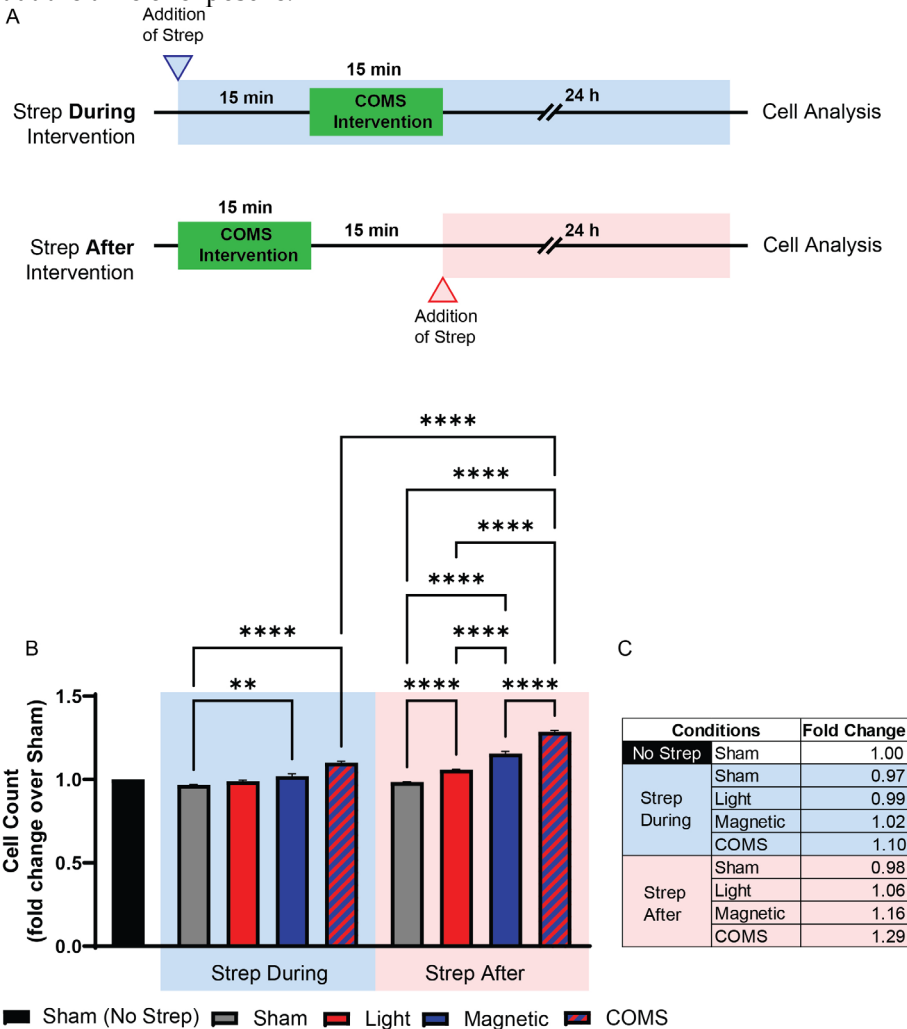 A
Addition
of Strep
15 min
15 min
COMS
Intervention
24 h
Strep During
Intervention
Cell Analysis
15 min
COMS
Intervention
15 min
24 h
Strep After
Intervention
Cell Analysis
Addition
of Strep
B
****
****
****
****
**** ****
** **** ****
Cell Count
(fold change over Sham)
1.5
1.0
0.5
0.0
Strep During Strep After
Sham (No Strep) Sham Light Magnetic COMS
C
Conditions Fold Change
No Strep Sham 1.00
Strep During
Sham 0.97
Light 0.99
Magnetic 1.02
COMS 1.10
Strep After
Sham 0.98
Light 1.06
Magnetic 1.16
COMS 1.29